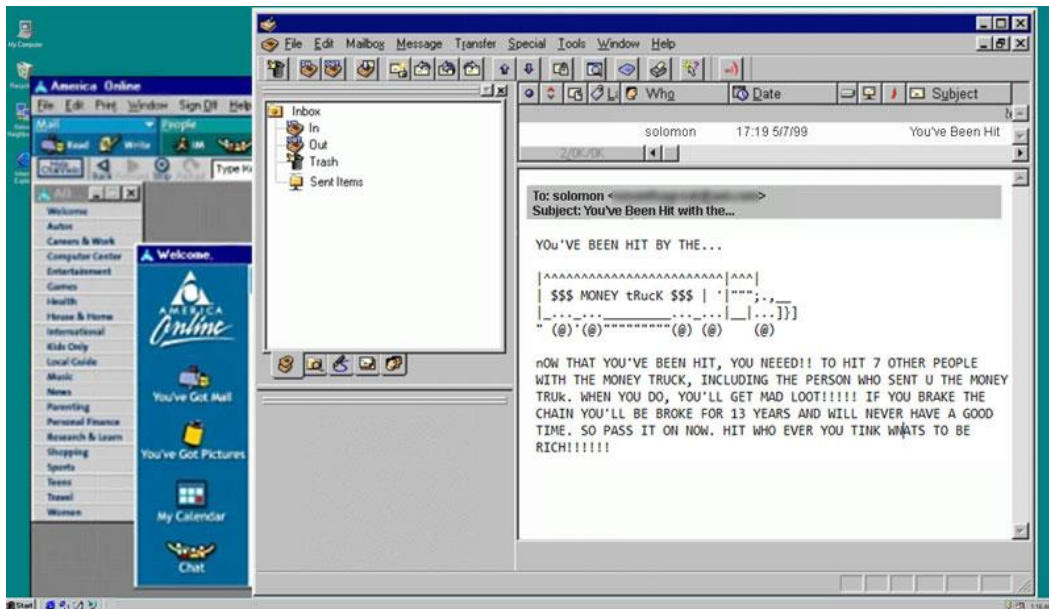 My Computer
America Online
File Edit Print Window Sign Off Help
Mail People
Read Write IM
Type
Welcome
Autos
Careers & Work
Computer Center
Entertainment
Games
Health
House & Home
International
Kids Only
Local Guide
Music
News
Parenting
Personal Finance
Research & Learn
Shopping
Sports
Teens
Travel
Women
Welcome,
AMERICA
Online
You've Got Mail
You've Got Pictures
My Calendar
Chat
File Edit Mailbox Message Transfer Special Tools Window Help
Inbox
In
Out
Trash
Sent Items
Who Date Subject
solomon 17:19 5/7/99 You've Been Hit
2/0K/0K
To: solomon < >
Subject: You've Been Hit with the...
YOu'VE BEEN HIT BY THE...
|^^^^^^^^^^^^^^^^^^^^^^^^|^^^|
| $$$ MONEY tRucK $$$ | '|""";.,__
|_..._...__________..._...|__|...]}]
" (@)'(@)"""""""""(@) (@) (@)
nOW THAT YOU'VE BEEN HIT, YOU NEEED!! TO HIT 7 OTHER PEOPLE
WITH THE MONEY TRUCK, INCLUDING THE PERSON WHO SENT U THE MONEY
TRUk. WHEN YOU DO, YOU'LL GET MAD LOOT!!!!! IF YOU BRAKE THE
CHAIN YOU'LL BE BROKE FOR 13 YEARS AND WILL NEVER HAVE A GOOD
TIME. SO PASS IT ON NOW. HIT WHO EVER YOU TINK WNATS TO BE
RICH!!!!!!
Start